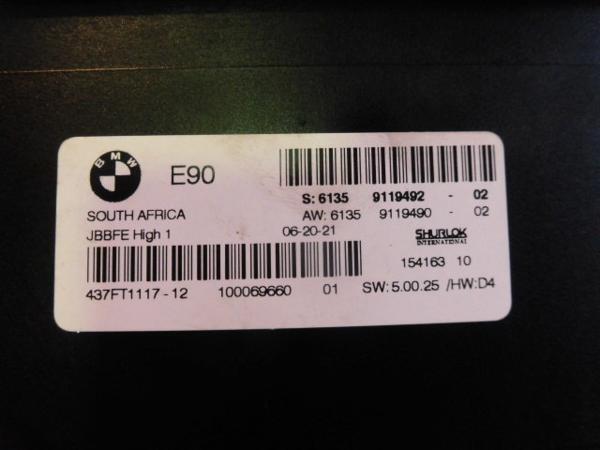 BMW
E90
S: 6135 9119492 - 02
SOUTH AFRICA AW: 6135 9119490 - 02
JBBFE High 1 06-20-21 SHURLOK
INTERNATIONAL
154163 10
437FT1117 - 12 100069660 01 SW: 5.00.25 /HW:D4